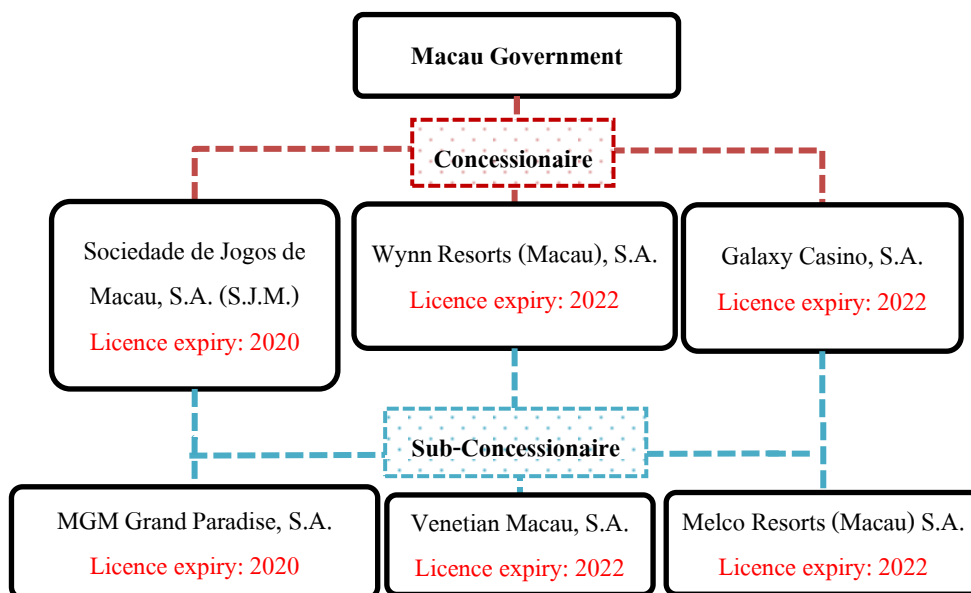 Macau Government
Concessionaire
Sociedade de Jogos de
Macau, S.A. (S.J.M.)
Licence expiry: 2020
Wynn Resorts (Macau), S.A.
Licence expiry: 2022
Galaxy Casino, S.A.
Licence expiry: 2022
Sub-Concessionaire
MGM Grand Paradise, S.A.
Licence expiry: 2020
Venetian Macau, S.A.
Licence expiry: 2022
Melco Resorts (Macau) S.A.
Licence expiry: 2022